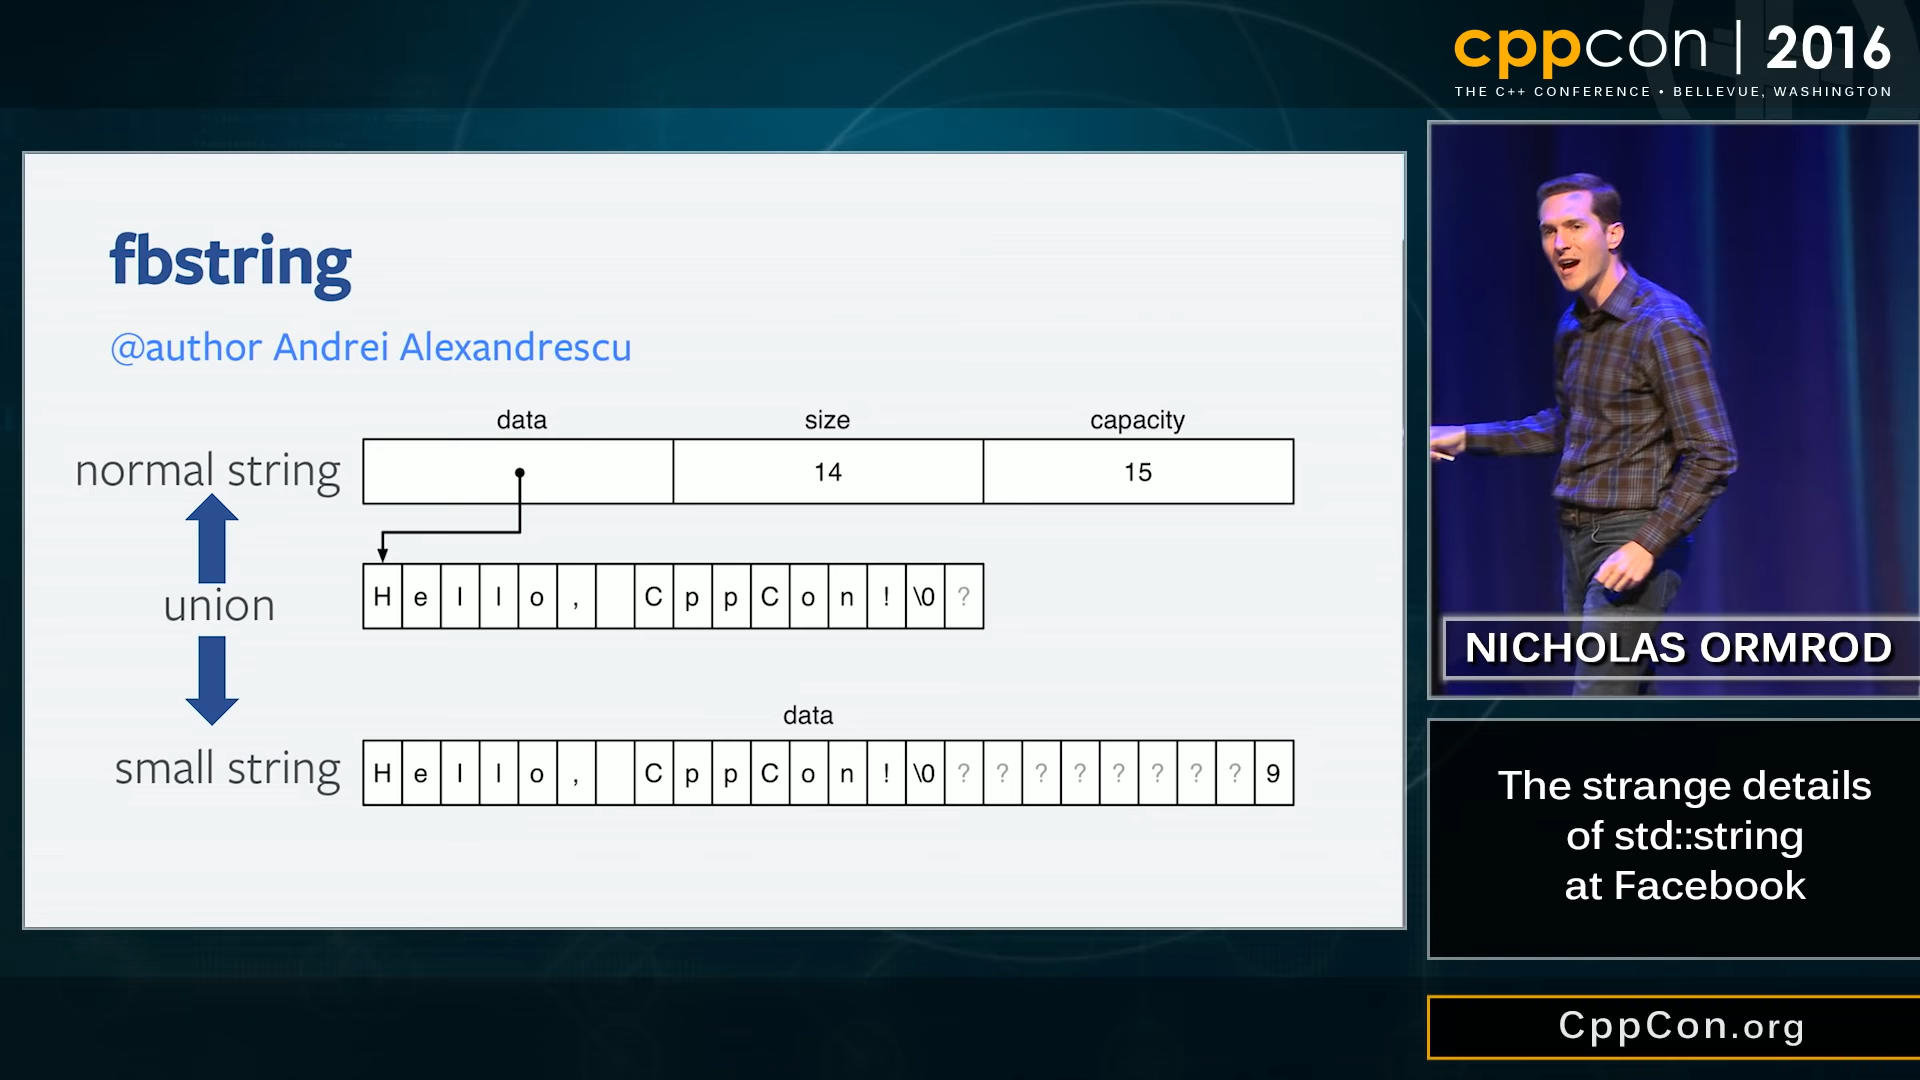 cppcon | 2016
THE C++ CONFERENCE • BELLEVUE, WASHINGTON
fbstring
@author Andrei Alexandrescu
data size capacity
normal string 14 15
H e l l o , C p p C o n ! \0 ?
union
data
small string H e l l o , C p p C o n ! \0 ? ? ? ? ? ? ? ? 9
NICHOLAS ORMROD
The strange details
of std::string
at Facebook
CppCon.org